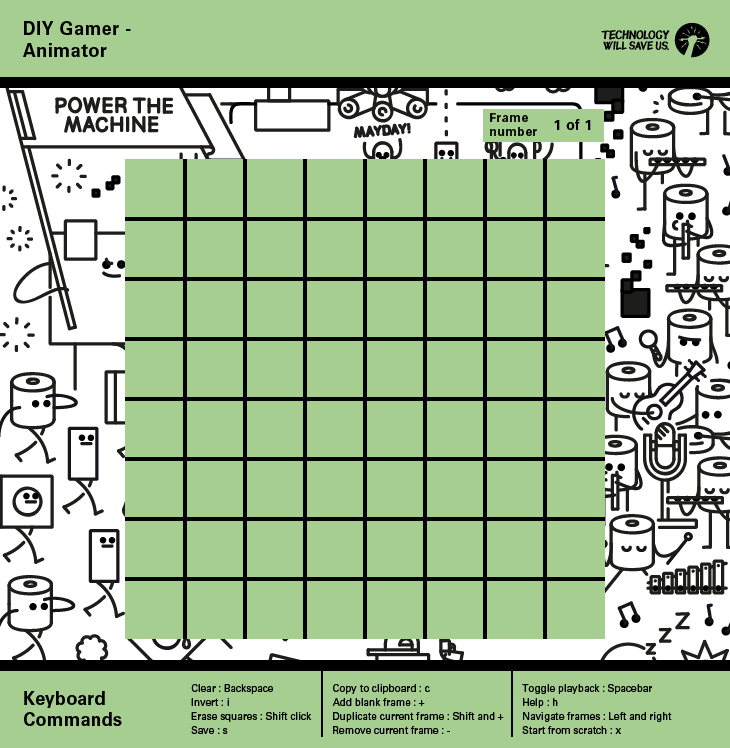 DIY Gamer -
Animator
TECHNOLOGY
WILL SAVE US.
POWER THE
MACHINE
MAYDAY!
Frame
number
1 of 1
z
z
Z
Z
Keyboard
Commands
Clear : Backspace
Invert : i
Erase squares : Shift click
Save : s
Copy to clipboard : c
Add blank frame : +
Duplicate current frame : Shift and +
Remove current frame : -
Toggle playback : Spacebar
Help : h
Navigate frames : Left and right
Start from scratch : x